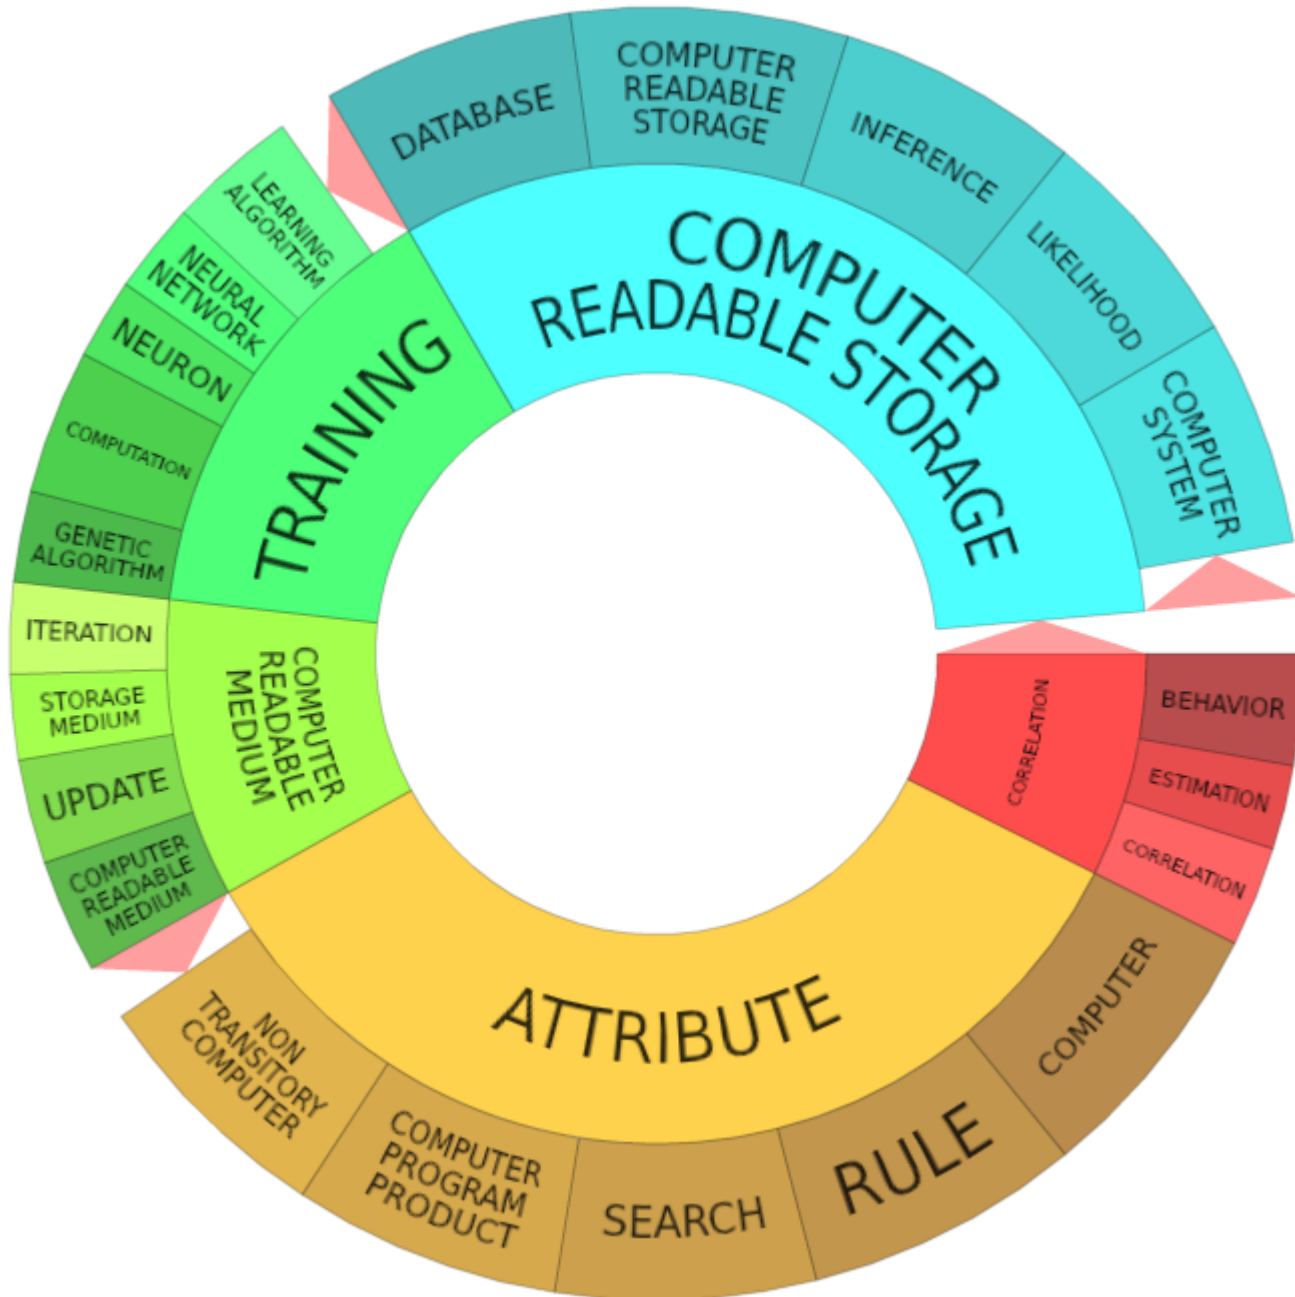 DATABASE
COMPUTER
READABLE
STORAGE
INFERENCE
LIKELIHOOD
COMPUTER
SYSTEM
COMPUTER
READABLE STORAGE
LEARNING
ALGORITHM
NEURAL
NETWORK
NEURON
COMPUTATION
GENETIC
ALGORITHM
TRAINING
ITERATION
STORAGE
MEDIUM
UPDATE
COMPUTER
READABLE
MEDIUM
COMPUTER
READABLE
MEDIUM
CORRELATION
BEHAVIOR
ESTIMATION
CORRELATION
ATTRIBUTE
NON
TRANSITORY
COMPUTER
COMPUTER
PROGRAM
PRODUCT
SEARCH
RULE
COMPUTER